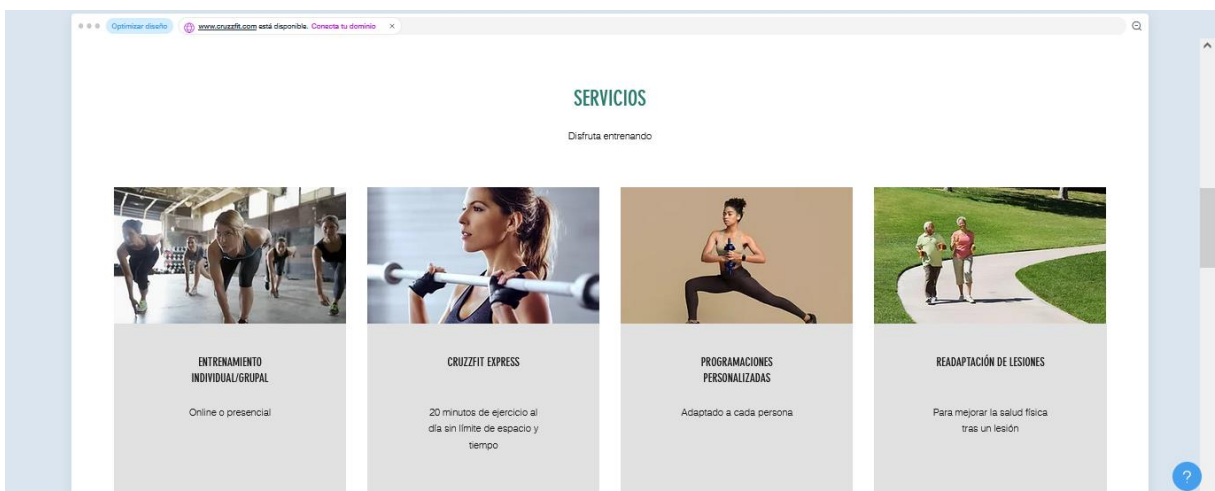 Optimizar diseño
www.cruzzfit.com está disponible. Conecta tu dominio ×
SERVICIOS
Disfruta entrenando
ENTRENAMIENTO
INDIVIDUAL/GRUPAL
Online o presencial
CRUZZFIT EXPRESS
20 minutos de ejercicio al
día sin límite de espacio y
tiempo
PROGRAMACIONES
PERSONALIZADAS
Adaptado a cada persona
READAPTACIÓN DE LESIONES
Para mejorar la salud física
tras un lesión
?